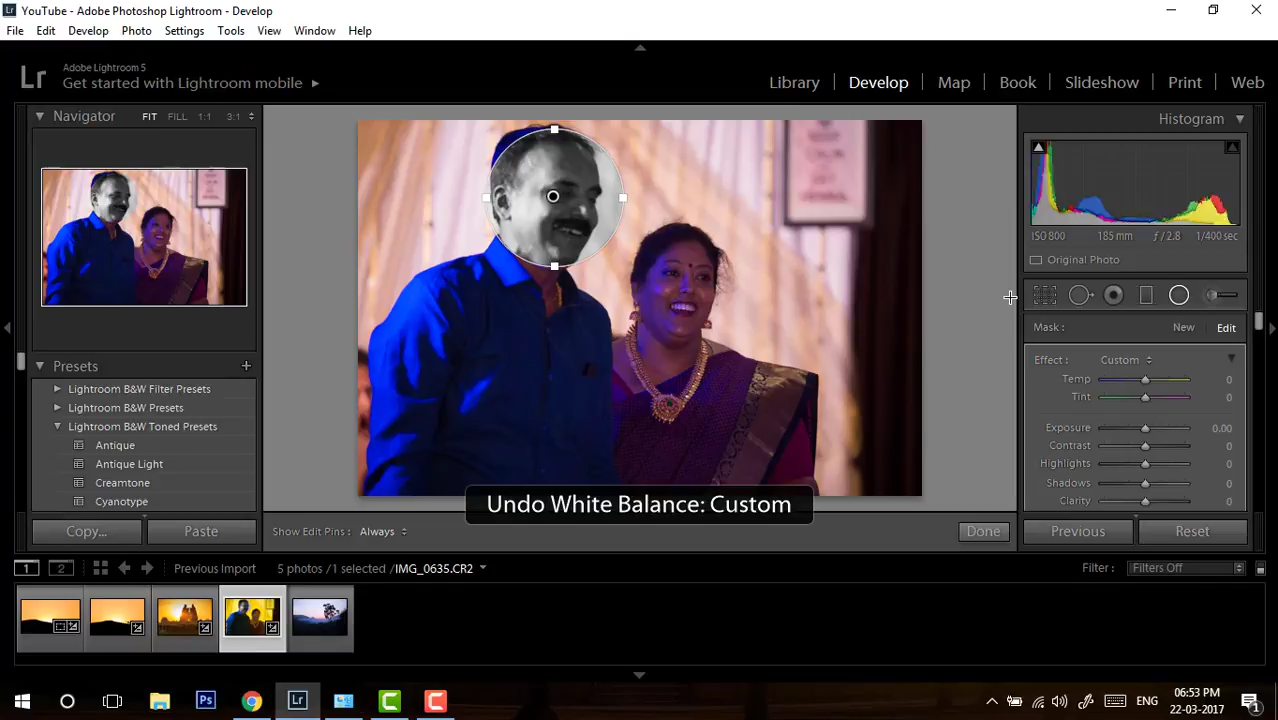 YouTube - Adobe Photoshop Lightroom - Develop
File Edit Develop Photo Settings Tools View Window Help
Adobe Lightroom 5
Get started with Lightroom mobile
Lr
Library Develop Map Book Slideshow Print Web
Navigator FIT FILL 1:1 3:1
Histogram
ISO 800 185 mm ƒ / 2.8 1/400 sec
Original Photo
Mask : New Edit
Effect : Custom
Temp 0
Tint 0
Exposure 0.00
Contrast 0
Highlights 0
Shadows 0
Clarity 0
Presets +
Lightroom B&W Filter Presets
Lightroom B&W Presets
Lightroom B&W Toned Presets
Antique
Antique Light
Creamtone
Cyanotype
Undo White Balance: Custom
Copy... Paste
Show Edit Pins : Always
Done
Previous Reset
1 2 Previous Import 5 photos /1 selected /IMG_0635.CR2
Filter : Filters Off
Ps Lr
ENG
06:53 PM
22-03-2017
1